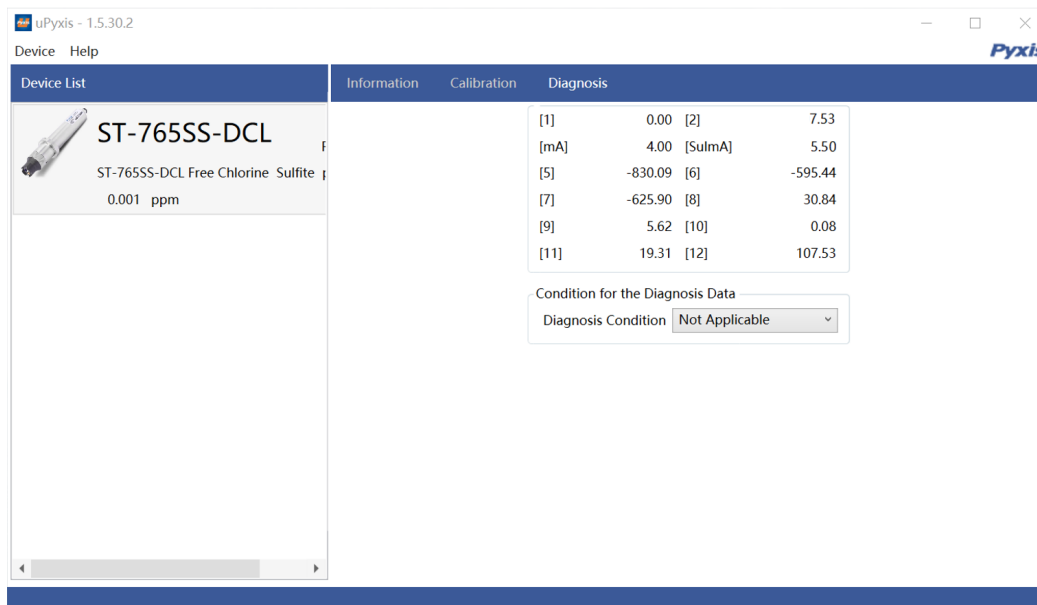 uPyxis - 1.5.30.2
Device Help
Pyxis
Device List
Information Calibration Diagnosis
ST-765SS-DCL
ST-765SS-DCL Free Chlorine Sulfite
0.001 ppm
[1] 0.00 [2] 7.53
[mA] 4.00 [SulmA] 5.50
[5] -830.09 [6] -595.44
[7] -625.90 [8] 30.84
[9] 5.62 [10] 0.08
[11] 19.31 [12] 107.53
Condition for the Diagnosis Data
Diagnosis Condition Not Applicable